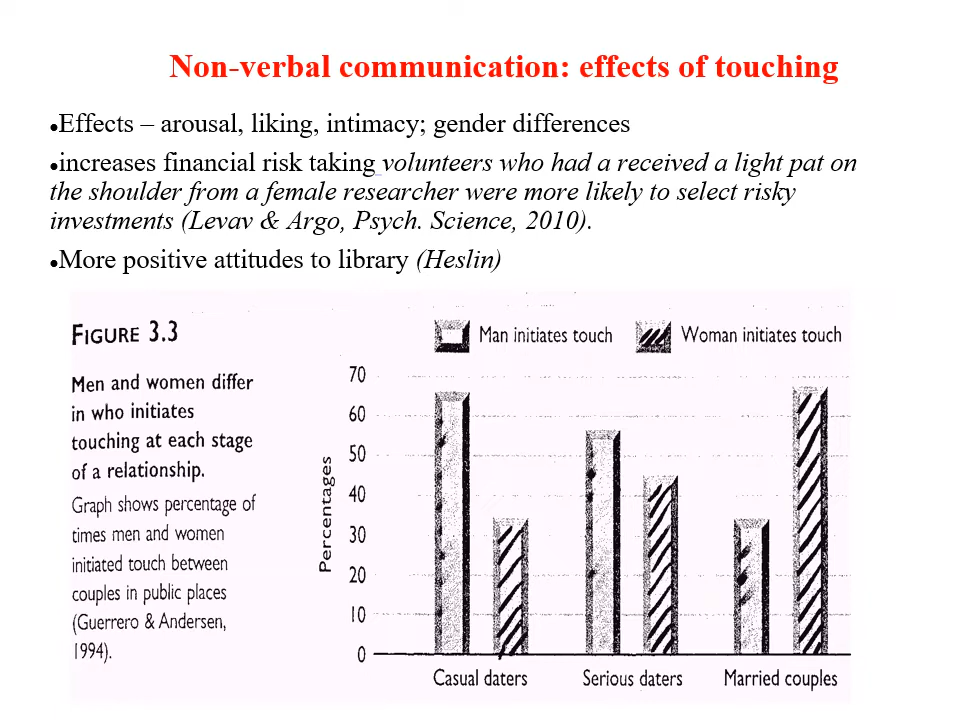 Non-verbal communication: effects of touching
•Effects – arousal, liking, intimacy; gender differences
•increases financial risk taking volunteers who had a received a light pat on
the shoulder from a female researcher were more likely to select risky
investments (Levav & Argo, Psych. Science, 2010).
•More positive attitudes to library (Heslin)
FIGURE 3.3
Men and women differ
in who initiates
touching at each stage
of a relationship.
Graph shows percentage of
times men and women
initiated touch between
couples in public places
(Guerrero & Andersen,
1994).
Man initiates touch
Woman initiates touch
Percentages
70
60
50
40
30
20
10
0
Casual daters
Serious daters
Married couples